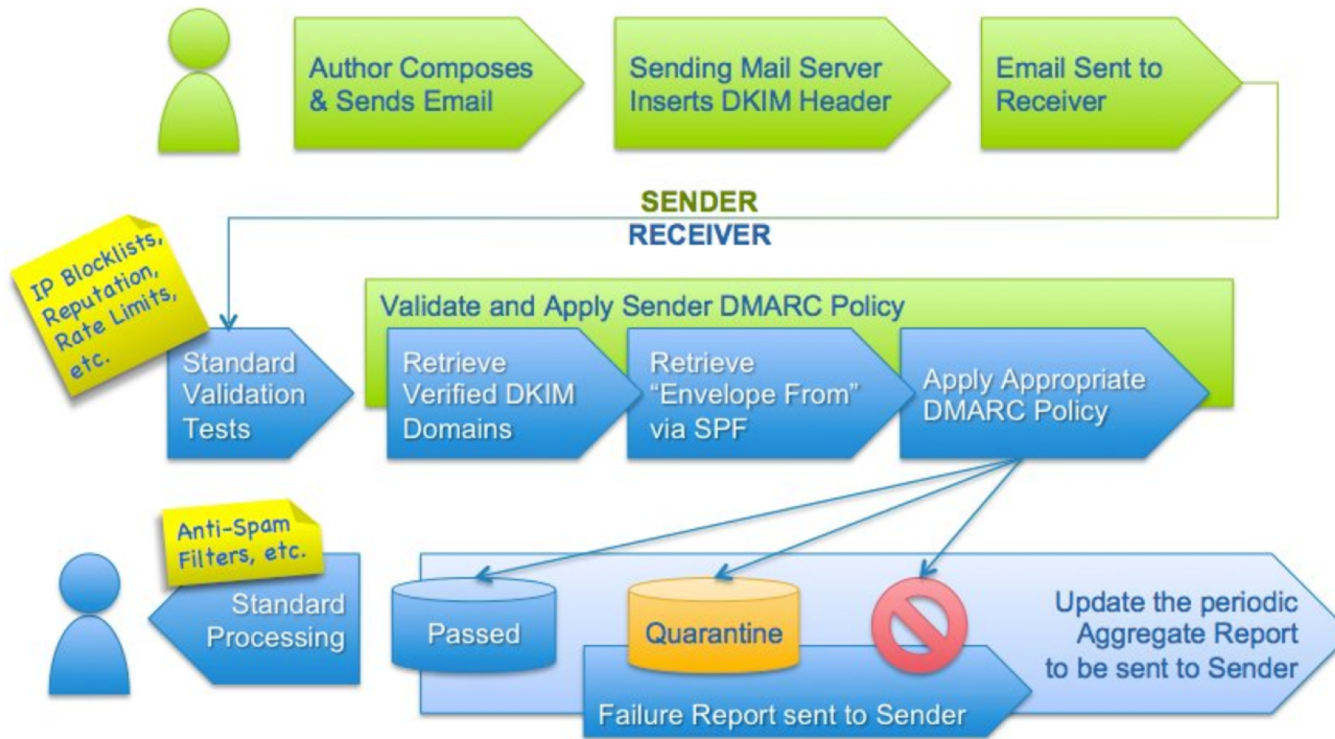 Author Composes
& Sends Email
Sending Mail Server
Inserts DKIM Header
Email Sent to
Receiver
SENDER
RECEIVER
IP Blocklists,
Reputation,
Rate Limits,
etc.
Validate and Apply Sender DMARC Policy
Standard
Validation
Tests
Retrieve
Verified DKIM
Domains
Retrieve
“Envelope From”
via SPF
Apply Appropriate
DMARC Policy
Anti-Spam
Filters, etc.
Standard
Processing
Passed
Quarantine
Update the periodic
Aggregate Report
to be sent to Sender
Failure Report sent to Sender